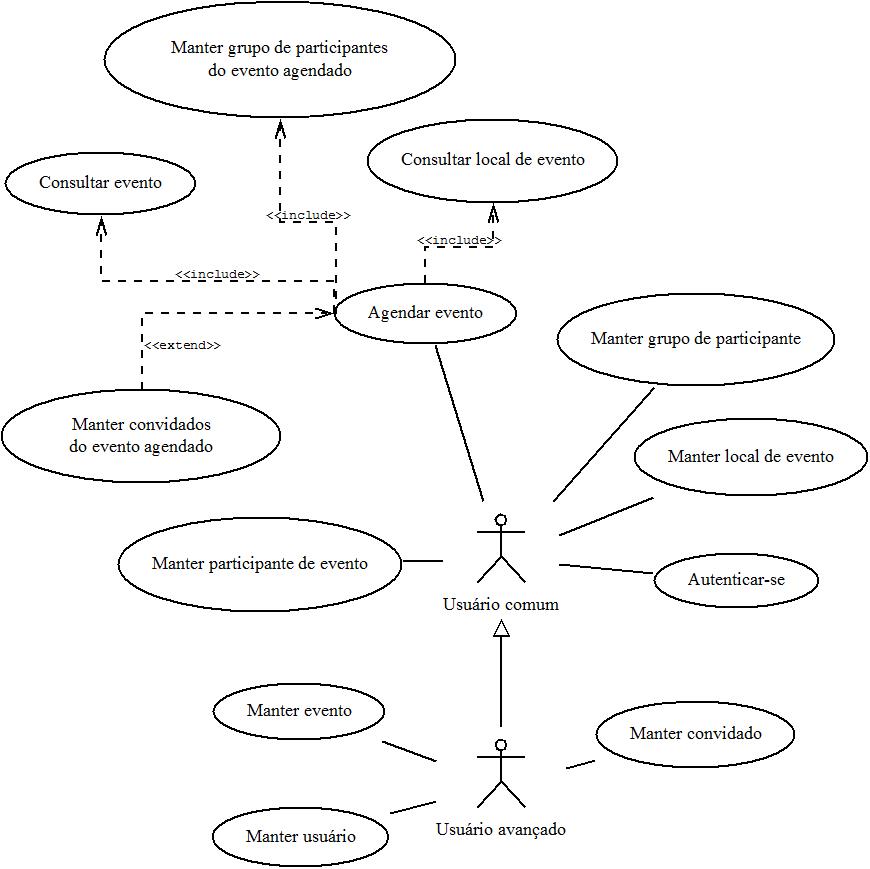 Manter grupo de participantes
do evento agendado
Consultar local de evento
Consultar evento
<<include>>
<<include>>
<<include>>
Agendar evento
<<extend>>
Manter grupo de participante
Manter convidados
do evento agendado
Manter local de evento
Manter participante de evento
Autenticar-se
Usuário comum
Manter evento
Manter convidado
Manter usuário
Usuário avançado